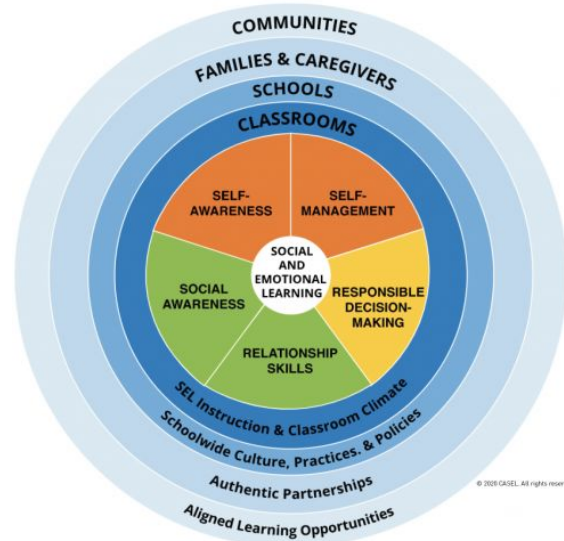 COMMUNITIES
FAMILIES & CAREGIVERS
SCHOOLS
CLASSROOMS
SELF-
AWARENESS
SELF-
MANAGEMENT
SOCIAL
AND
EMOTIONAL
LEARNING
SOCIAL
AWARENESS
RESPONSIBLE
DECISION-
MAKING
RELATIONSHIP
SKILLS
SEL Instruction & Classroom Climate
Schoolwide Culture, Practices. & Policies
Authentic Partnerships
Aligned Learning Opportunities
© 2020 CASEL. All rights rese